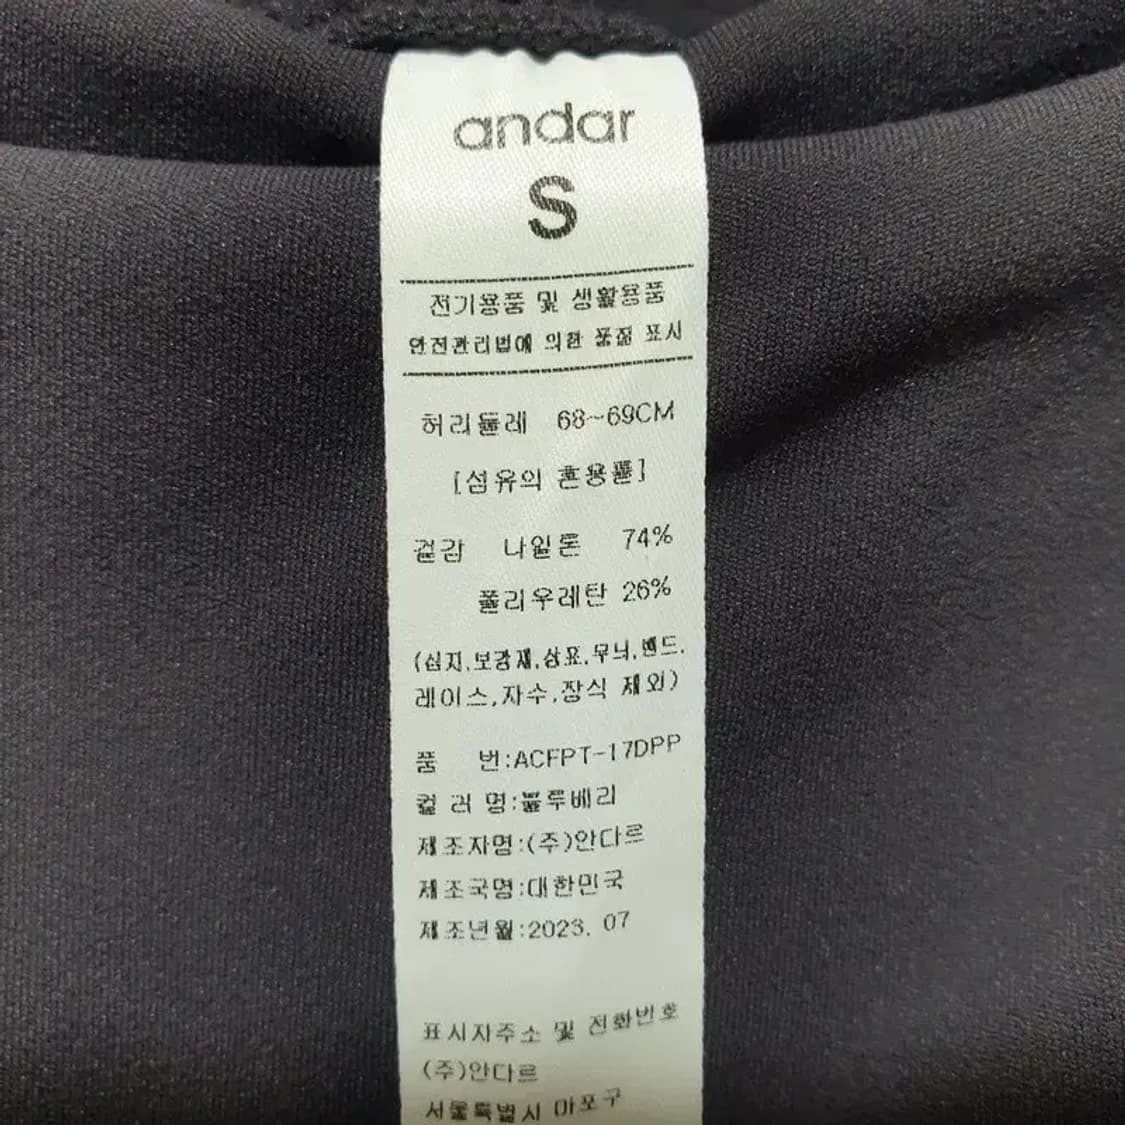 andar
S
전기용품 및 생활용품
안전관리법에 의한 품질 표시
허리둘레 68~69CM
[섬유의 혼용률]
겉감 나일론 74%
폴리우레탄 26%
(심지,보강재,상표,무늬,밴드,
레이스,자수,장식 제외)
품 번:ACFPT-17DPP
컬 러 명:블루베리
제조자명:(주)안다르
제조국명:대한민국
제조년월:2023. 07
표시자주소 및 전화번호
(주)안다르
서울특별시 마포구